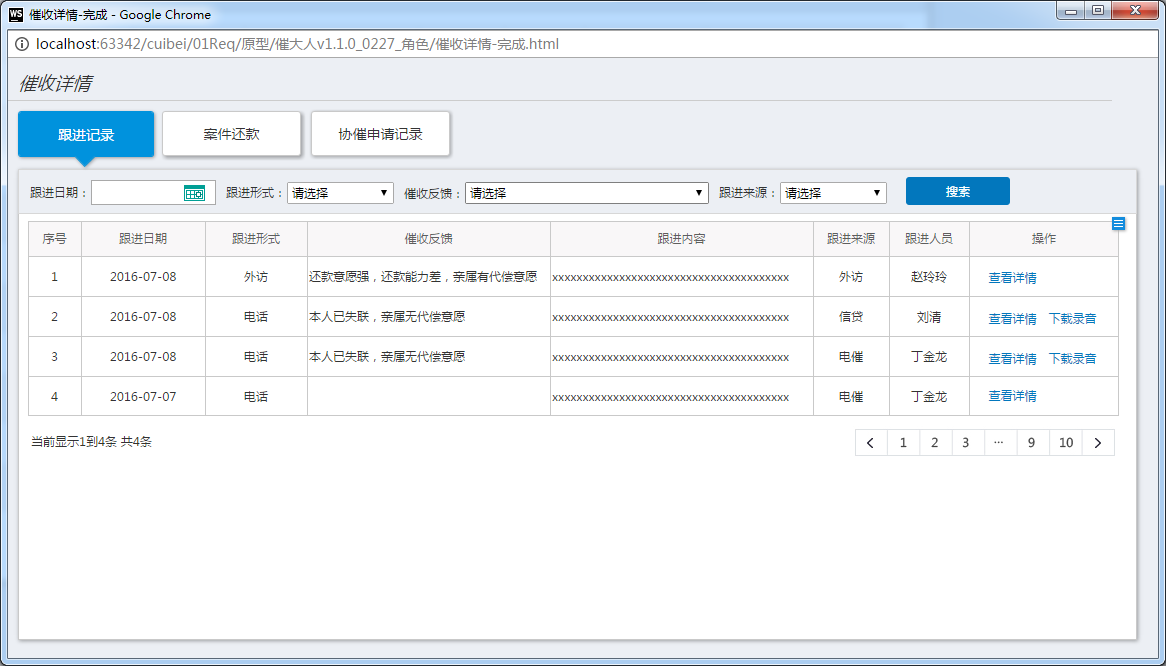 WS 催收详情-完成 - Google Chrome
localhost:63342/cuibei/01Req/原型/催大人v1.1.0_0227_角色/催收详情-完成.html
催收详情
跟进记录 案件还款 协催申请记录
跟进日期： 跟进形式： 请选择 催收反馈： 请选择 跟进来源： 请选择 搜索
序号 跟进日期 跟进形式 催收反馈 跟进内容 跟进来源 跟进人员 操作
1 2016-07-08 外访 还款意愿强，还款能力差，亲属有代偿意愿 xxxxxxxxxxxxxxxxxxxxxxxxxxxxxxxxxxxxxxx 外访 赵玲玲 查看详情
2 2016-07-08 电话 本人已失联，亲属无代偿意愿 xxxxxxxxxxxxxxxxxxxxxxxxxxxxxxxxxxxxxxx 信贷 刘清 查看详情 下载录音
3 2016-07-08 电话 本人已失联，亲属无代偿意愿 xxxxxxxxxxxxxxxxxxxxxxxxxxxxxxxxxxxxxxx 电催 丁金龙 查看详情 下载录音
4 2016-07-07 电话 xxxxxxxxxxxxxxxxxxxxxxxxxxxxxxxxxxxxxxx 电催 丁金龙 查看详情
当前显示1到4条 共4条 < 1 2 3 ··· 9 10 >